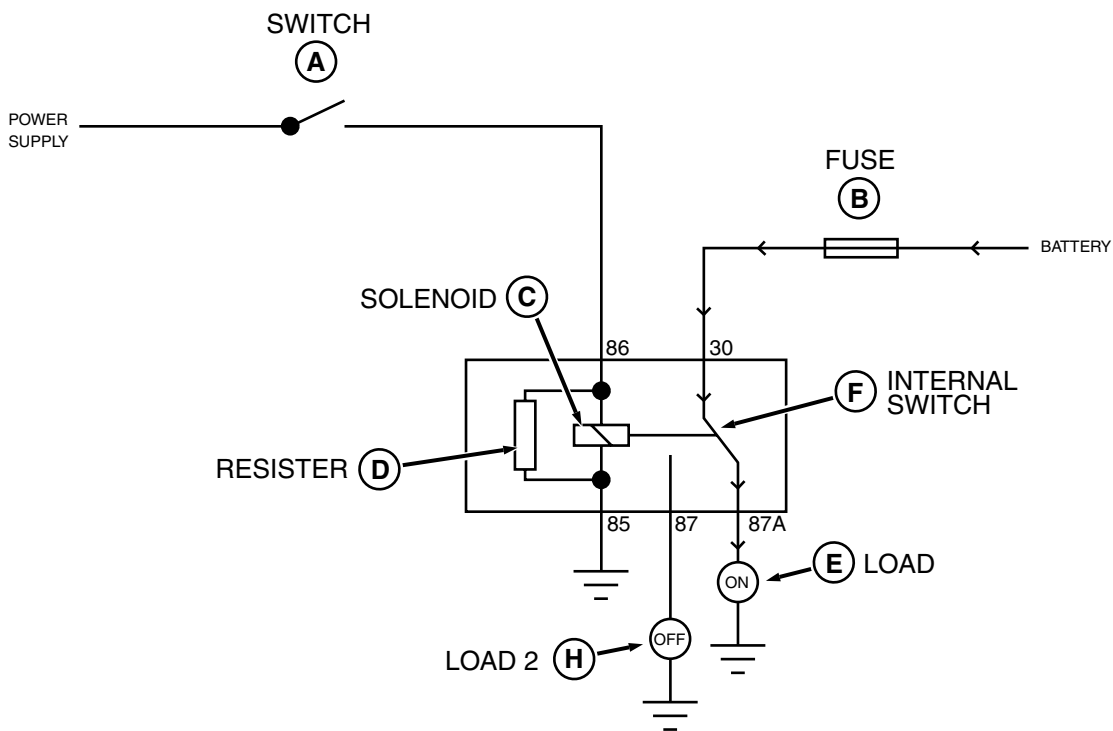 SWITCH
A
POWER
SUPPLY
FUSE
B
BATTERY
SOLENOID C
86
30
F INTERNAL
SWITCH
RESISTER D
85
87
87A
E LOAD
ON
OFF
LOAD 2 H